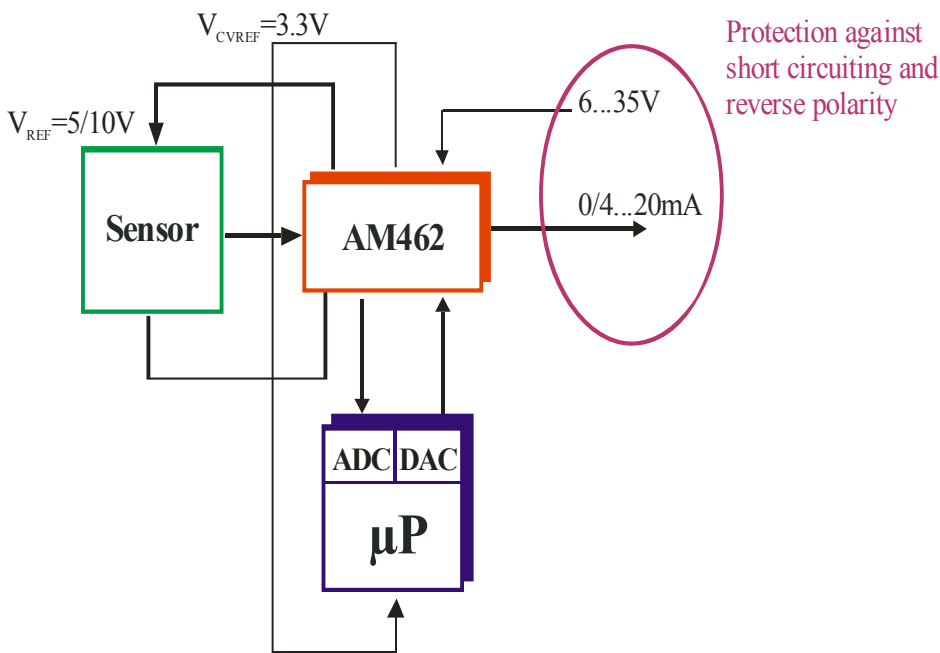 V_CVREF=3.3V
Protection against
short circuiting and
reverse polarity
6...35V
V_REF=5/10V
0/4...20mA
Sensor
AM462
ADC
DAC
µP